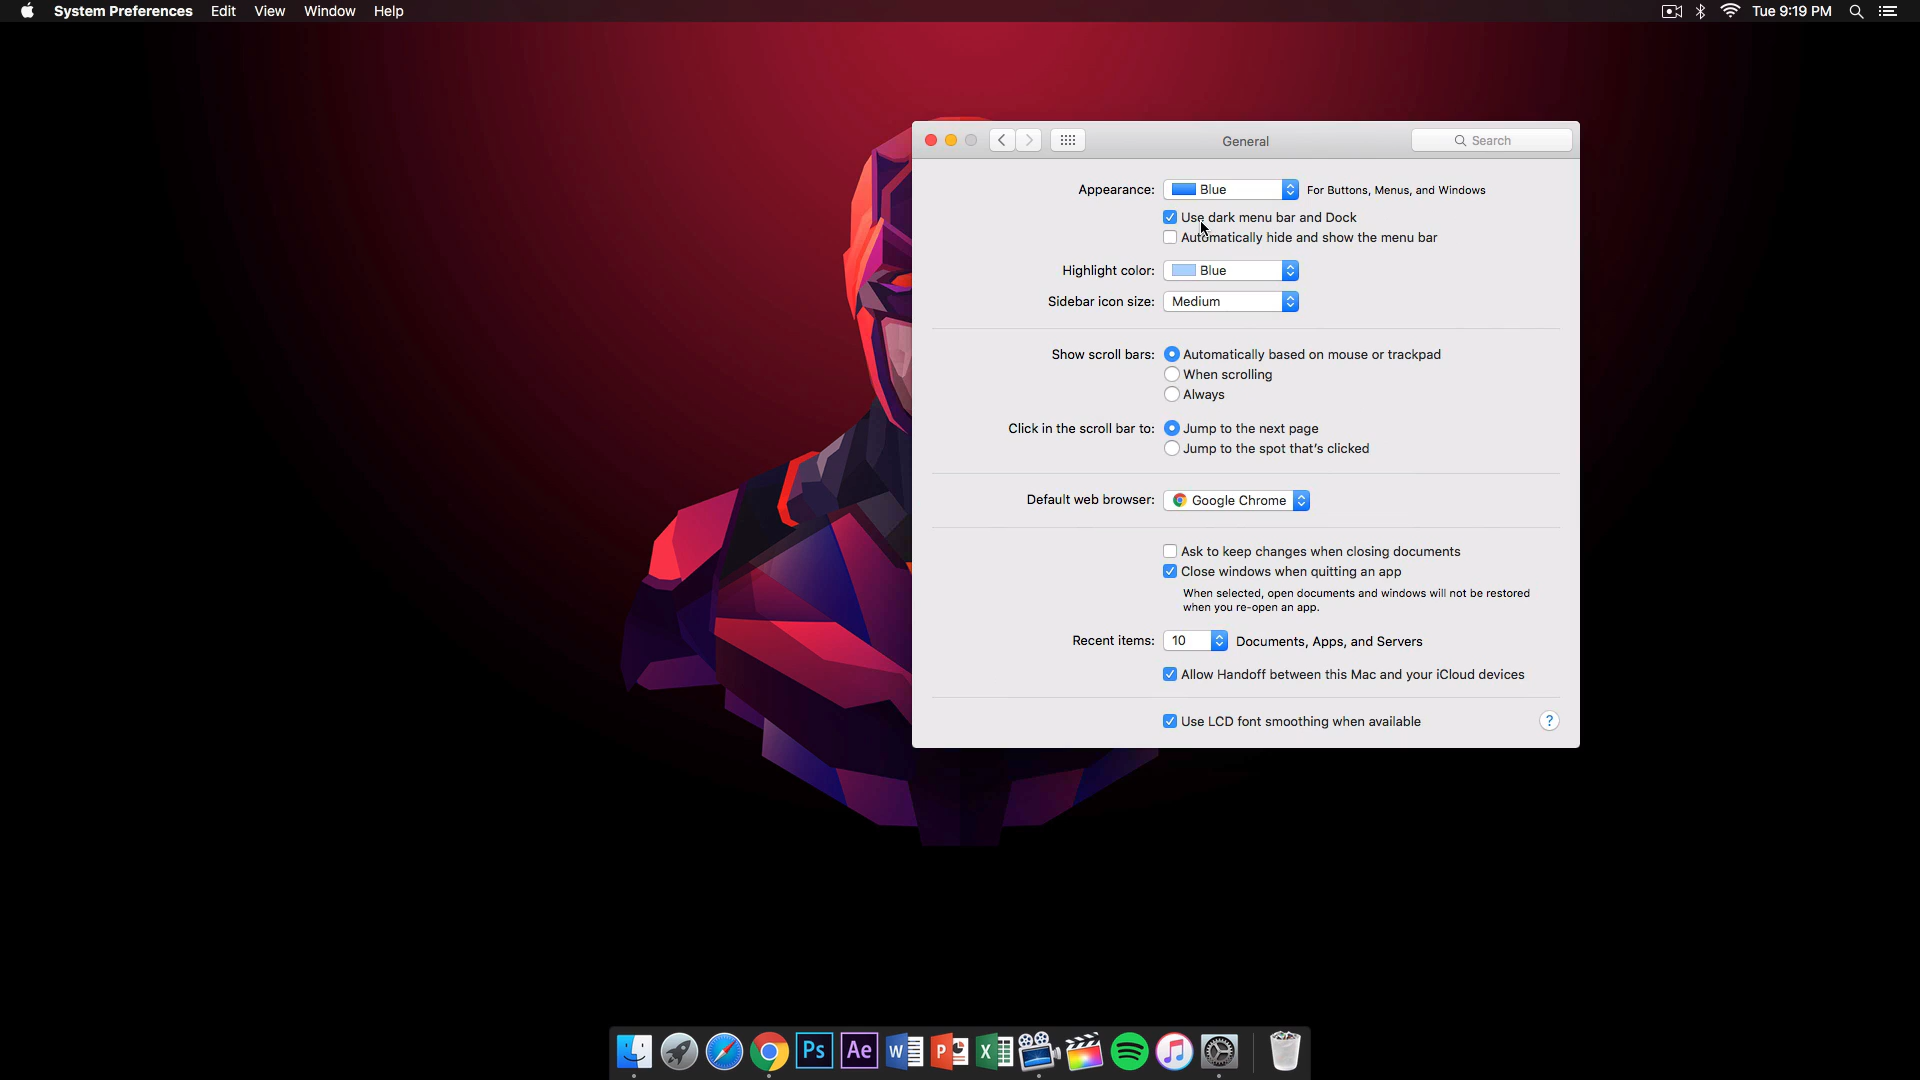 System Preferences Edit View Window Help Tue 9:19 PM
General Search
Appearance: Blue For Buttons, Menus, and Windows
Use dark menu bar and Dock
Automatically hide and show the menu bar
Highlight color: Blue
Sidebar icon size: Medium
Show scroll bars: Automatically based on mouse or trackpad
When scrolling
Always
Click in the scroll bar to: Jump to the next page
Jump to the spot that's clicked
Default web browser: Google Chrome
Ask to keep changes when closing documents
Close windows when quitting an app
When selected, open documents and windows will not be restored
when you re-open an app.
Recent items: 10 Documents, Apps, and Servers
Allow Handoff between this Mac and your iCloud devices
Use LCD font smoothing when available ?
Ps Ae W P X